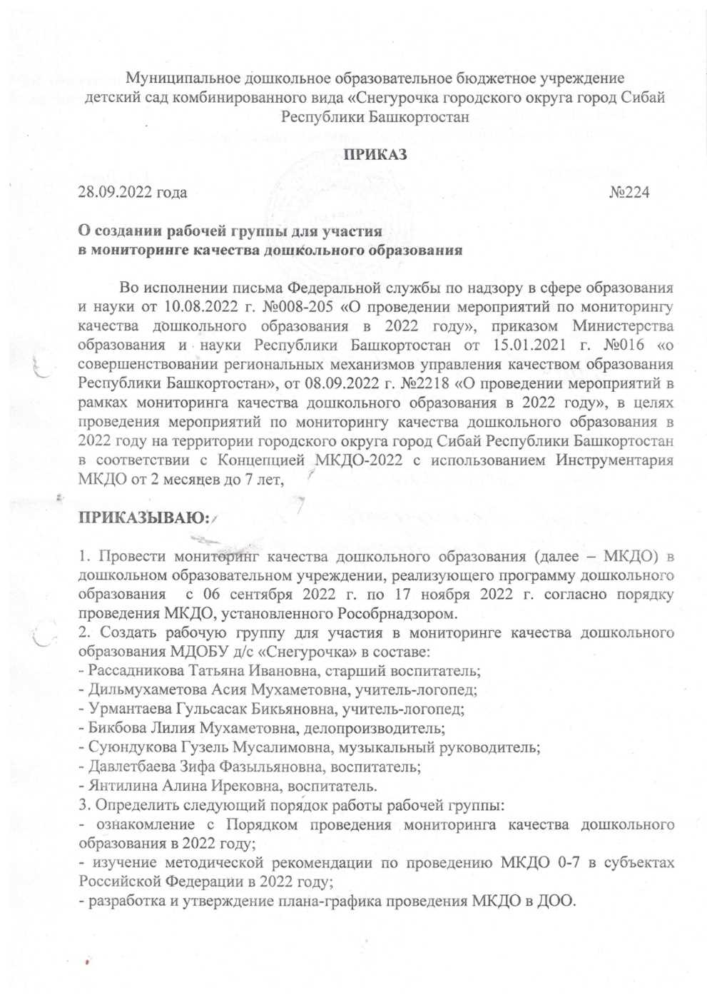 Муниципальное дошкольное образовательное бюджетное учреждение
детский сад комбинированного вида «Снегурочка городского округа город Сибай
Республики Башкортостан
ПРИКАЗ
28.09.2022 года №224
О создании рабочей группы для участия
в мониторинге качества дошкольного образования
Во исполнении письма Федеральной службы по надзору в сфере образования
и науки от 10.08.2022 г. №008-205 «О проведении мероприятий по мониторингу
качества дошкольного образования в 2022 году», приказом Министерства
образования и науки Республики Башкортостан от 15.01.2021 г. №016 «о
совершенствовании региональных механизмов управления качеством образования
Республики Башкортостан», от 08.09.2022 г. №2218 «О проведении мероприятий в
рамках мониторинга качества дошкольного образования в 2022 году», в целях
проведения мероприятий по мониторингу качества дошкольного образования в
2022 году на территории городского округа город Сибай Республики Башкортостан
в соответствии с Концепцией МКДО-2022 с использованием Инструментария
МКДО от 2 месяцев до 7 лет,
ПРИКАЗЫВАЮ:
1. Провести мониторинг качества дошкольного образования (далее – МКДО) в
дошкольном образовательном учреждении, реализующего программу дошкольного
образования с 06 сентября 2022 г. по 17 ноября 2022 г. согласно порядку
проведения МКДО, установленного Рособрнадзором.
2. Создать рабочую группу для участия в мониторинге качества дошкольного
образования МДОБУ д/с «Снегурочка» в составе:
- Рассадникова Татьяна Ивановна, старший воспитатель;
- Дильмухаметова Асия Мухаметовна, учитель-логопед;
- Урмантаева Гульсасак Бикьяновна, учитель-логопед;
- Бикбова Лилия Мухаметовна, делопроизводитель;
- Суюндукова Гузель Мусалимовна, музыкальный руководитель;
- Давлетбаева Зифа Фазыльяновна, воспитатель;
- Янтилина Алина Ирековна, воспитатель.
3. Определить следующий порядок работы рабочей группы:
- ознакомление с Порядком проведения мониторинга качества дошкольного
образования в 2022 году;
- изучение методической рекомендации по проведению МКДО 0-7 в субъектах
Российской Федерации в 2022 году;
- разработка и утверждение плана-графика проведения МКДО в ДОО.